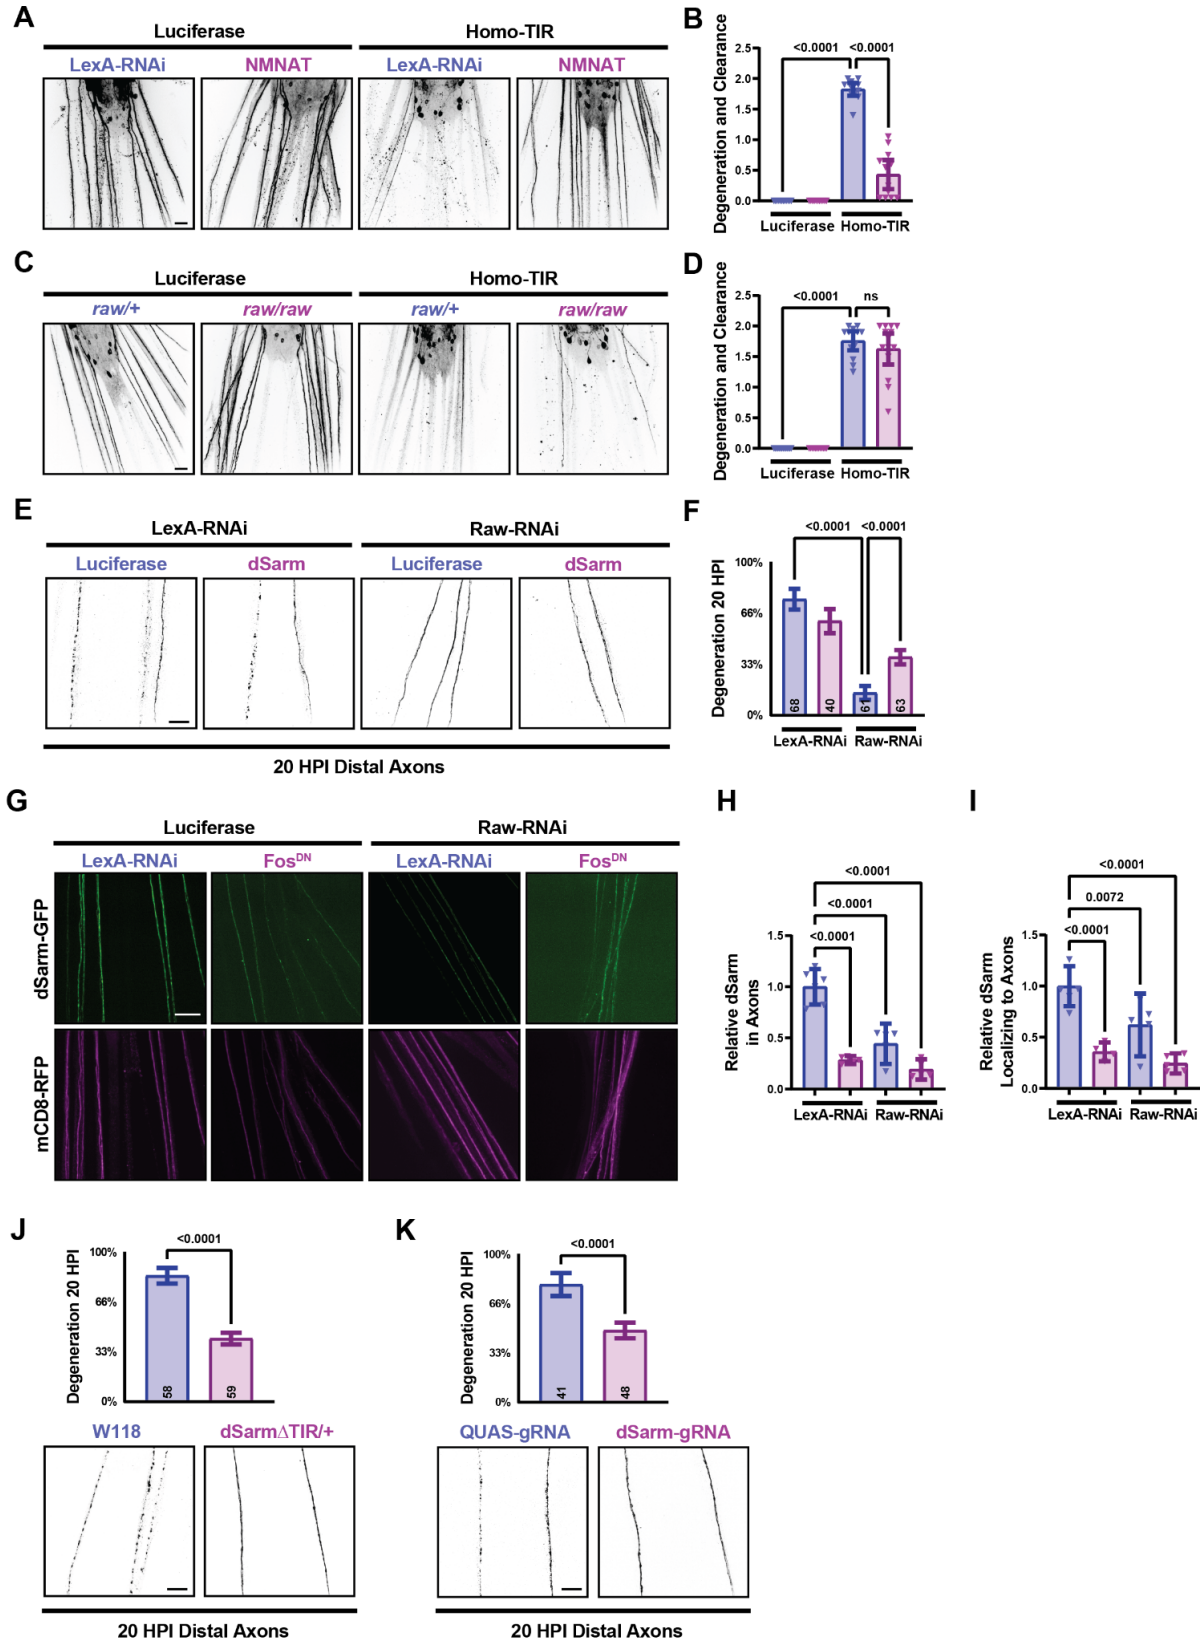 A
Luciferase
Homo-TIR
LexA-RNAi
NMNAT
LexA-RNAi
NMNAT
B
Degeneration and Clearance
2.5
2.0
1.5
1.0
0.5
0.0
<0.0001
<0.0001
Luciferase
Homo-TIR
C
Luciferase
Homo-TIR
raw/+
raw/raw
raw/+
raw/raw
D
Degeneration and Clearance
2.5
2.0
1.5
1.0
0.5
0.0
<0.0001
ns
Luciferase
Homo-TIR
E
LexA-RNAi
Raw-RNAi
Luciferase
dSarm
Luciferase
dSarm
20 HPI Distal Axons
F
Degeneration 20 HPI
100%
66%
33%
0%
<0.0001
<0.0001
68
40
61
63
LexA-RNAi
Raw-RNAi
G
Luciferase
Raw-RNAi
LexA-RNAi
Fosᴰᴺ
LexA-RNAi
Fosᴰᴺ
dSarm-GFP
mCD8-RFP
H
Relative dSarm
in Axons
1.5
1.0
0.5
0.0
<0.0001
<0.0001
<0.0001
LexA-RNAi
Raw-RNAi
I
Relative dSarm
Localizing to Axons
1.5
1.0
0.5
0.0
<0.0001
0.0072
<0.0001
LexA-RNAi
Raw-RNAi
J
Degeneration 20 HPI
100%
66%
33%
0%
<0.0001
58
59
W118
dSarm∆TIR/+
20 HPI Distal Axons
K
Degeneration 20 HPI
100%
66%
33%
0%
<0.0001
41
48
QUAS-gRNA
dSarm-gRNA
20 HPI Distal Axons